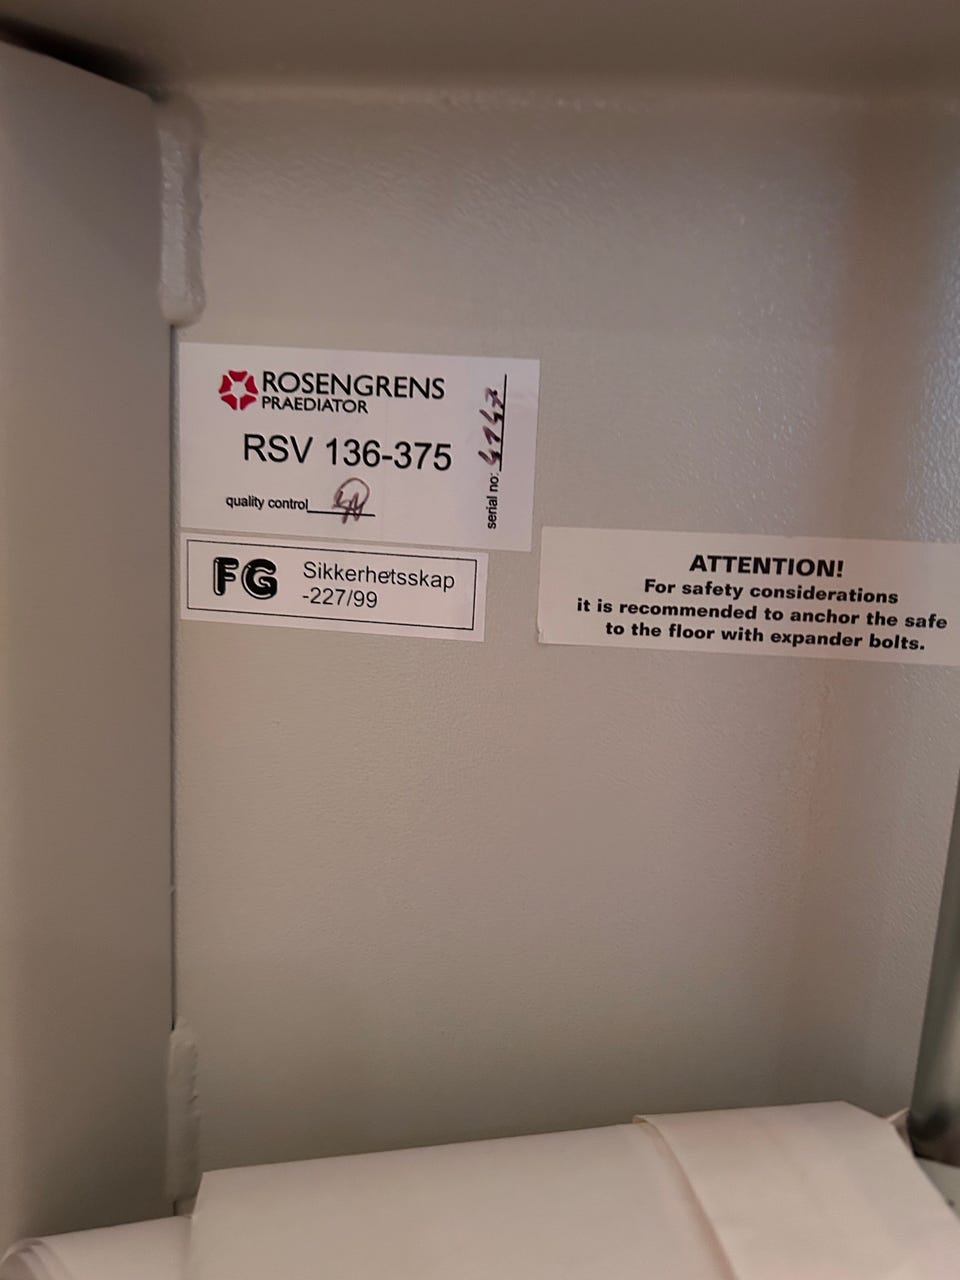 ROSENGRENS
PRAEDIATOR
RSV 136-375
quality control
serial no:
FG Sikkerhetsskap
-227/99
ATTENTION!
For safety considerations
it is recommended to anchor the safe
to the floor with expander bolts.